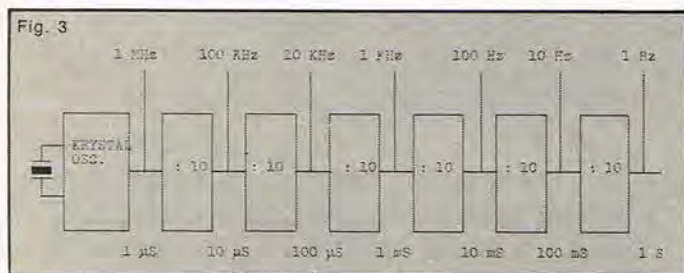 Fig. 3
1 MHz 100 KHz 10 KHz 1 KHz 100 Hz 10 Hz 1 Hz
KRYSTAL
OSC.
: 10 : 10 : 10 : 10 : 10 : 10
1 µS 10 µS 100 µS 1 mS 10 mS 100 mS 1 S